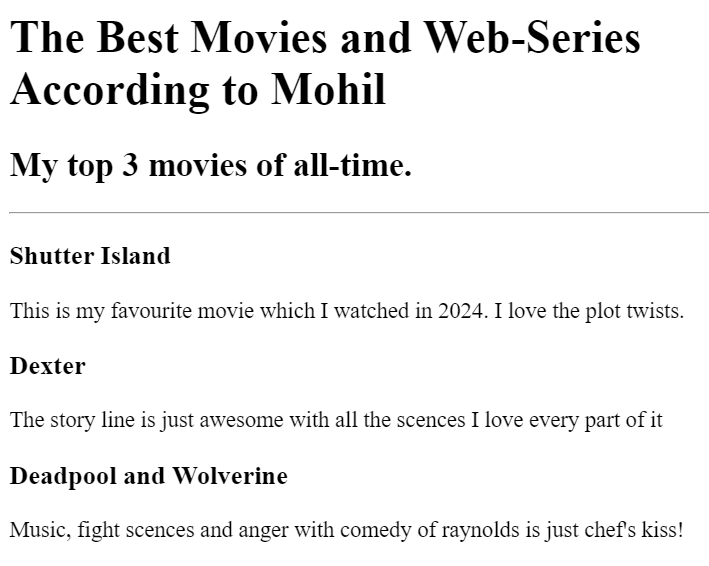 The Best Movies and Web-Series
According to Mohil
My top 3 movies of all-time.
Shutter Island
This is my favourite movie which I watched in 2024. I love the plot twists.
Dexter
The story line is just awesome with all the scences I love every part of it
Deadpool and Wolverine
Music, fight scences and anger with comedy of raynolds is just chef's kiss!